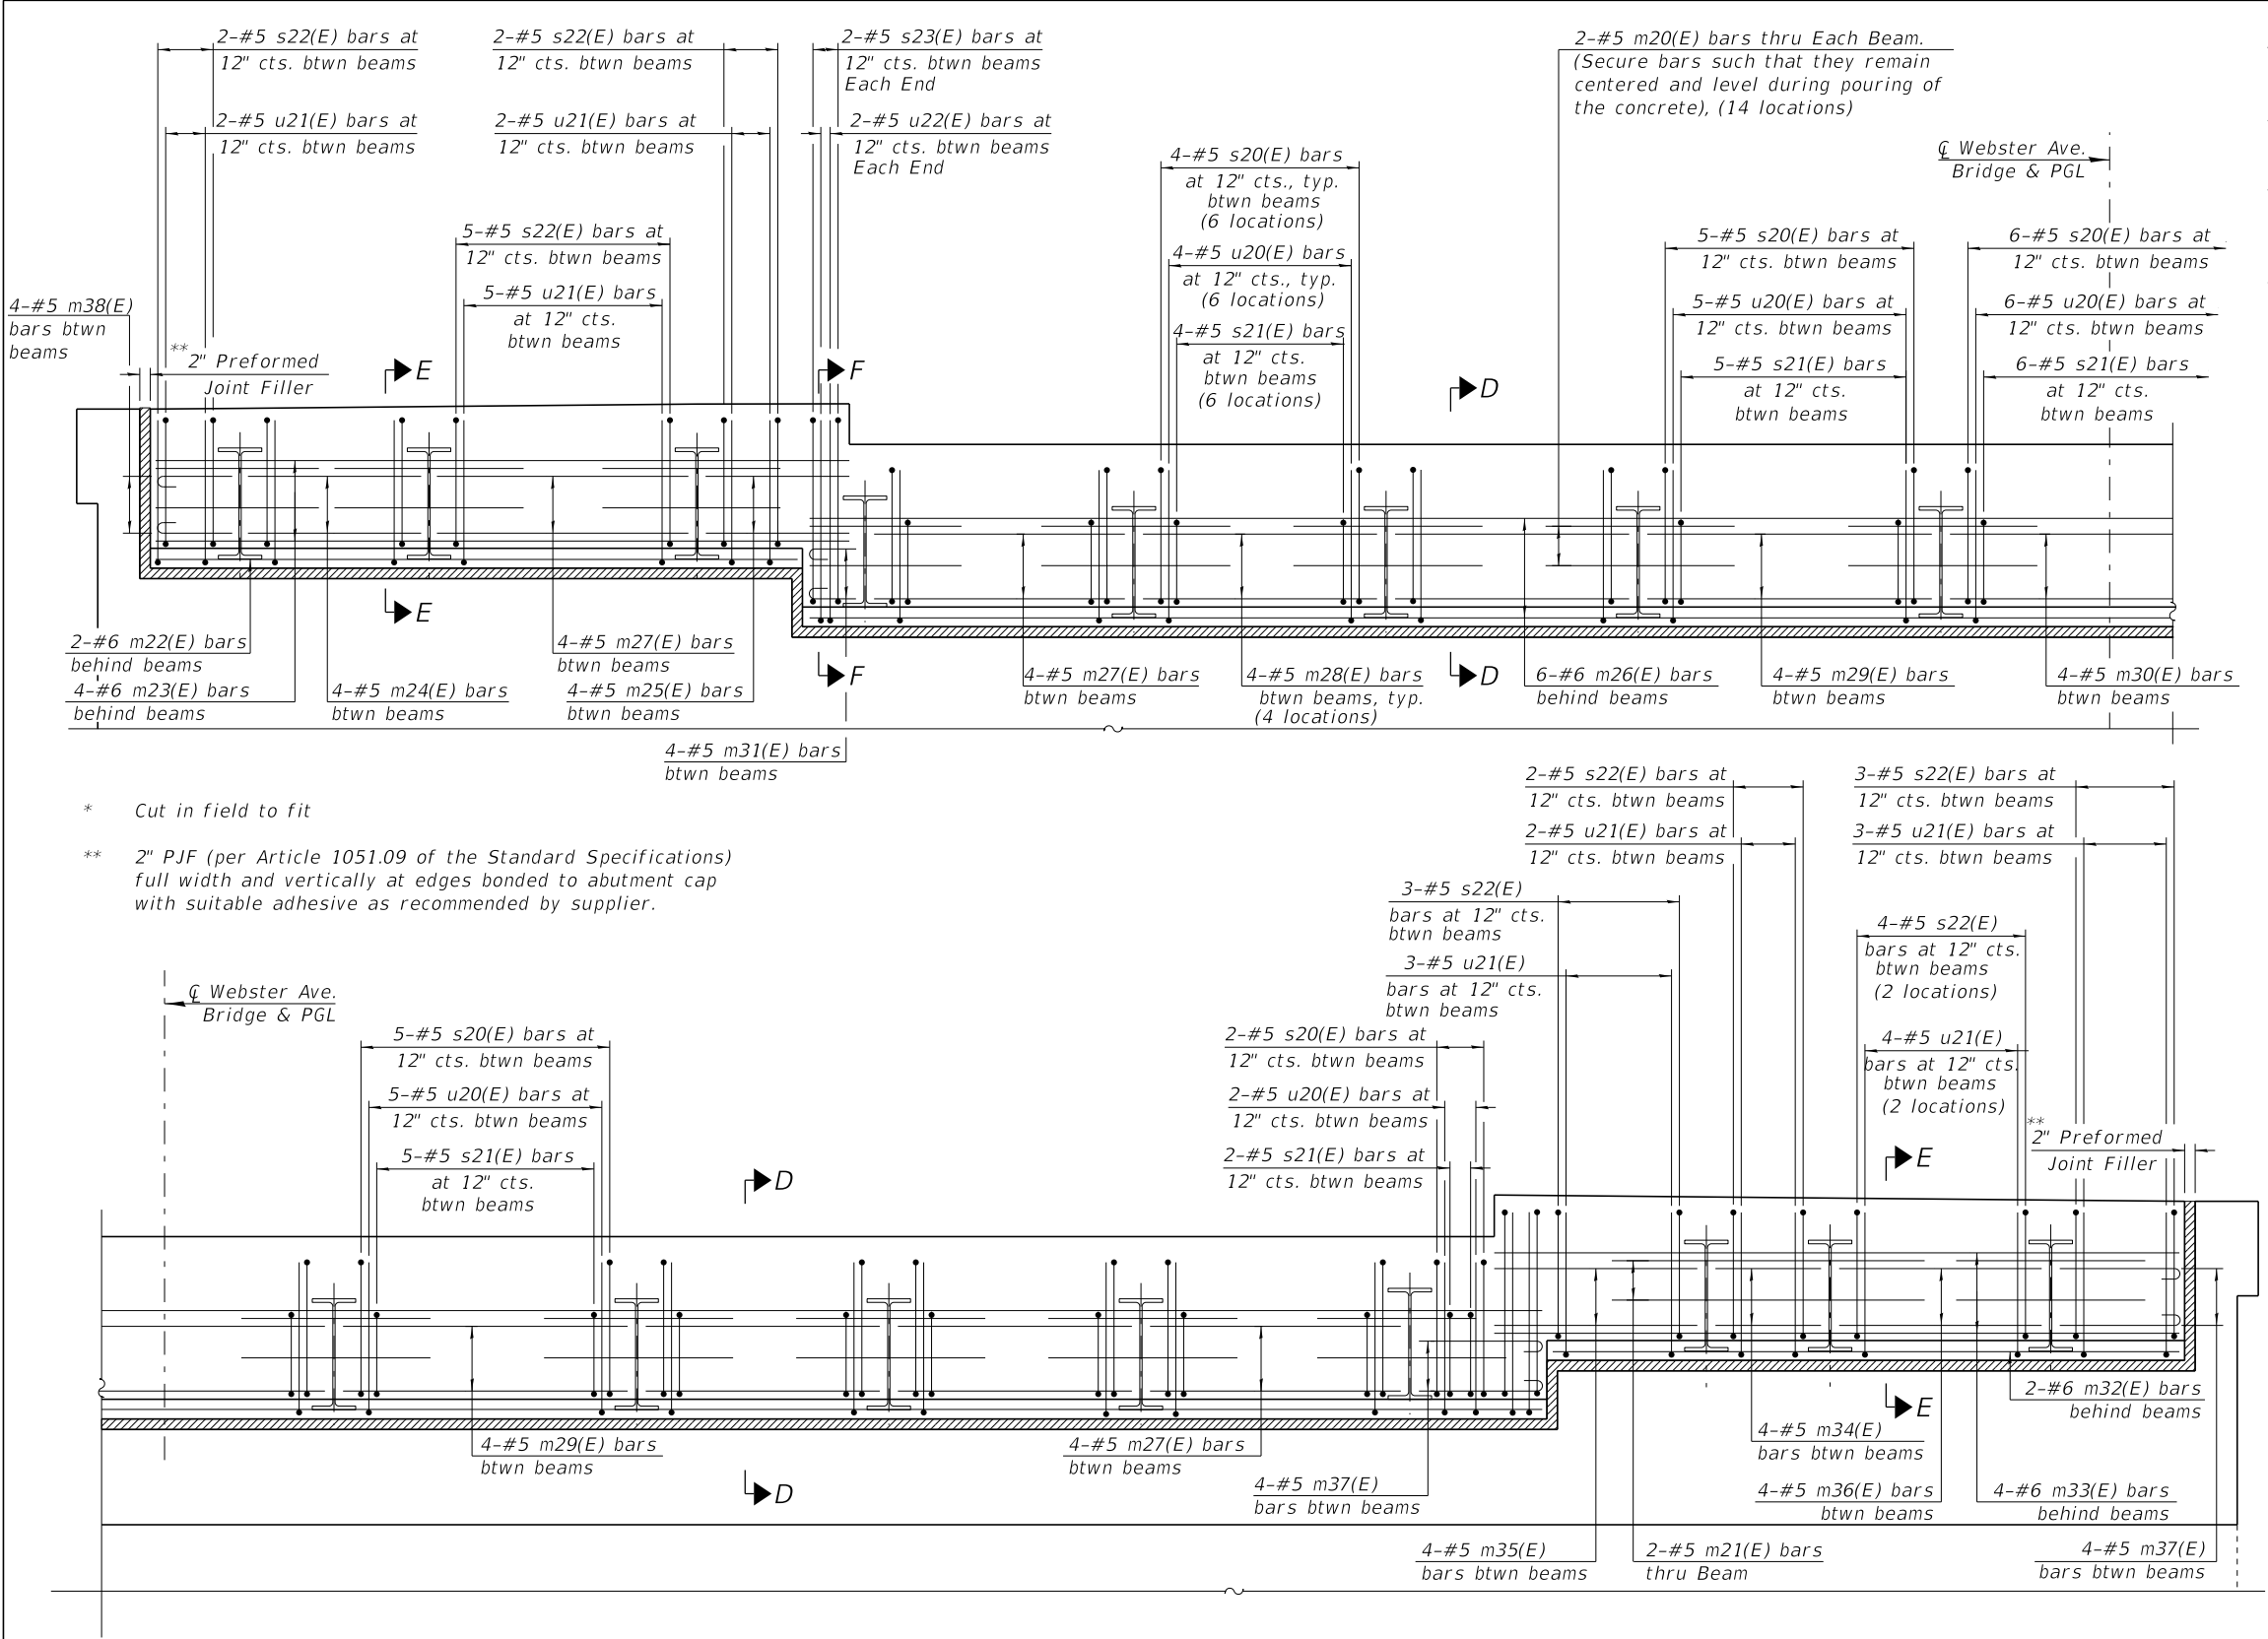 2-#5 s22(E) bars at
12" cts. btwn beams
2-#5 s22(E) bars at
12" cts. btwn beams
2-#5 s23(E) bars at
12" cts. btwn beams
Each End
2-#5 m20(E) bars thru Each Beam.
(Secure bars such that they remain
centered and level during pouring of
the concrete), (14 locations)
2-#5 u21(E) bars at
12" cts. btwn beams
2-#5 u21(E) bars at
12" cts. btwn beams
2-#5 u22(E) bars at
12" cts. btwn beams
Each End
℄ Webster Ave.
Bridge & PGL
4-#5 s20(E) bars
at 12" cts., typ.
btwn beams
(6 locations)
5-#5 s22(E) bars at
12" cts. btwn beams
5-#5 s20(E) bars at
12" cts. btwn beams
6-#5 s20(E) bars at
12" cts. btwn beams
4-#5 u20(E) bars
at 12" cts., typ.
(6 locations)
5-#5 u21(E) bars
at 12" cts.
btwn beams
5-#5 u20(E) bars at
12" cts. btwn beams
6-#5 u20(E) bars at
12" cts. btwn beams
4-#5 m38(E)
bars btwn
beams
4-#5 s21(E) bars
at 12" cts.
btwn beams
(6 locations)
**
2" Preformed
Joint Filler
5-#5 s21(E) bars
at 12" cts.
btwn beams
6-#5 s21(E) bars
at 12" cts.
btwn beams
E
F
D
E
F
D
2-#6 m22(E) bars
behind beams
4-#5 m27(E) bars
btwn beams
4-#6 m23(E) bars
behind beams
4-#5 m24(E) bars
btwn beams
4-#5 m25(E) bars
btwn beams
4-#5 m27(E) bars
btwn beams
4-#5 m28(E) bars
btwn beams, typ.
(4 locations)
6-#6 m26(E) bars
behind beams
4-#5 m29(E) bars
btwn beams
4-#5 m30(E) bars
btwn beams
4-#5 m31(E) bars
btwn beams
* Cut in field to fit
** 2" PJF (per Article 1051.09 of the Standard Specifications)
full width and vertically at edges bonded to abutment cap
with suitable adhesive as recommended by supplier.
2-#5 s22(E) bars at
12" cts. btwn beams
3-#5 s22(E) bars at
12" cts. btwn beams
2-#5 u21(E) bars at
12" cts. btwn beams
3-#5 u21(E) bars at
12" cts. btwn beams
3-#5 s22(E)
bars at 12" cts.
btwn beams
4-#5 s22(E)
bars at 12" cts.
btwn beams
(2 locations)
3-#5 u21(E)
bars at 12" cts.
btwn beams
℄ Webster Ave.
Bridge & PGL
5-#5 s20(E) bars at
12" cts. btwn beams
2-#5 s20(E) bars at
12" cts. btwn beams
4-#5 u21(E)
bars at 12" cts.
btwn beams
(2 locations)
5-#5 u20(E) bars at
12" cts. btwn beams
2-#5 u20(E) bars at
12" cts. btwn beams
**
2" Preformed
Joint Filler
5-#5 s21(E) bars
at 12" cts.
btwn beams
2-#5 s21(E) bars at
12" cts. btwn beams
D
E
E
D
2-#6 m32(E) bars
behind beams
4-#5 m29(E) bars
btwn beams
4-#5 m27(E) bars
btwn beams
4-#5 m34(E)
bars btwn beams
4-#5 m37(E)
bars btwn beams
4-#5 m36(E) bars
btwn beams
4-#6 m33(E) bars
behind beams
4-#5 m35(E)
bars btwn beams
2-#5 m21(E) bars
thru Beam
4-#5 m37(E)
bars btwn beams